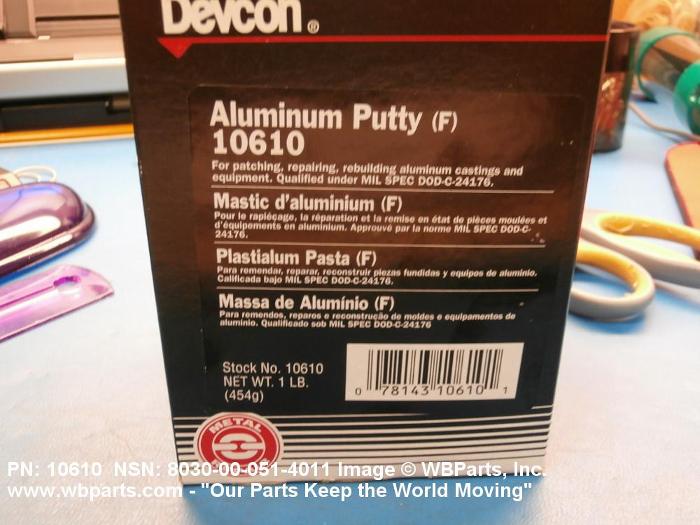 Devcon®
Aluminum Putty (F)
10610
For patching, repairing, rebuilding aluminum castings and
equipment. Qualified under MIL SPEC DOD-C-24176.
Mastic d'aluminium (F)
Pour le rapiéçage, la réparation et la remise en état de pièces moulées et
d'équipements en aluminium. Approuvé par la norme MIL SPEC DOD-C-
24176.
Plastialum Pasta (F)
Para remendar, reparar, reconstruir piezas fundidas y equipos de aluminio.
Calificada bajo MIL SPEC DOD-C-24176.
Massa de Alumínio (F)
Para remendos, reparos e reconstrução de moldes e equipamentos de
aluminio. Qualificado sob MIL SPEC DOD-C-24176
Stock No. 10610
NET WT. 1 LB.
(454g)
0 78143 10610 1
METAL
PN: 10610 NSN: 8030-00-051-4011 Image © WBParts, Inc.
www.wbparts.com - "Our Parts Keep the World Moving"